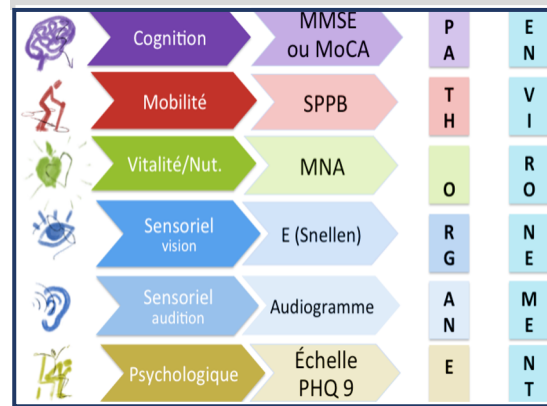 Cognition
MMSE
ou MoCA
P
A
E
N
Mobilité
SPPB
T
H
V
I
Vitalité/Nut.
MNA
O
R
O
Sensoriel
vision
E (Snellen)
R
G
N
E
Sensoriel
audition
Audiogramme
A
N
M
E
Psychologique
Échelle
PHQ 9
E
N
T